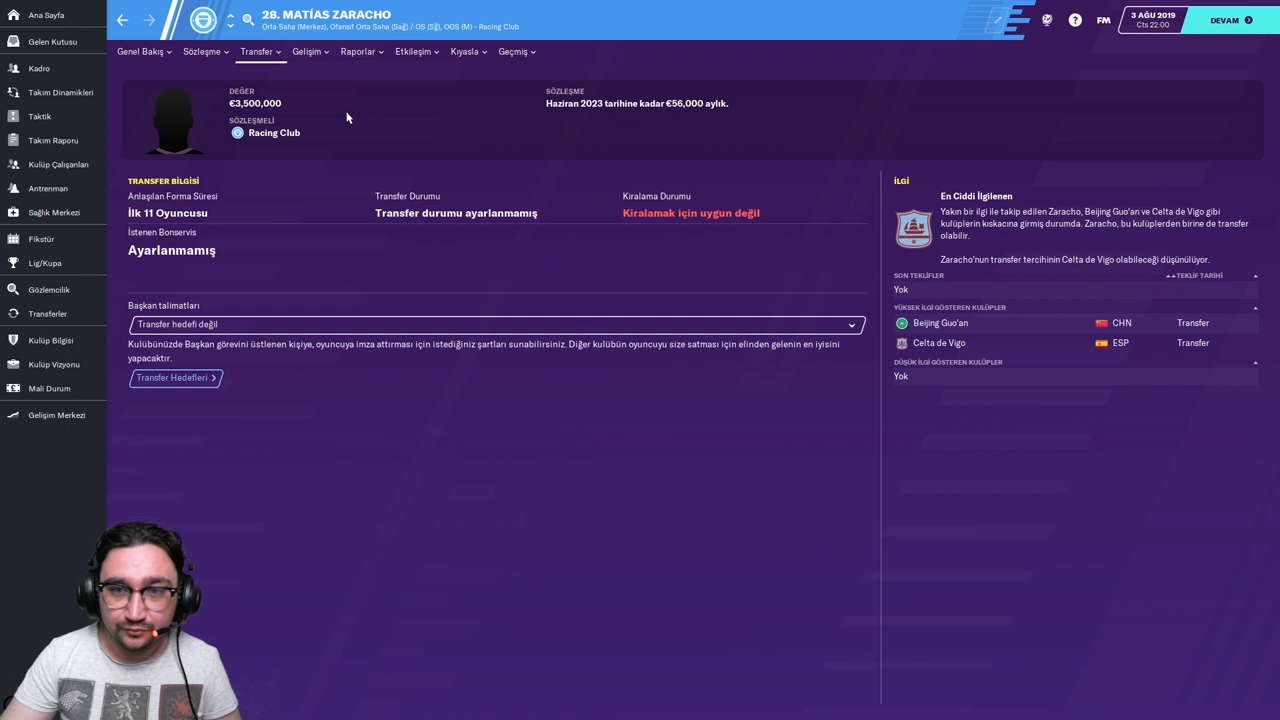 Ana Sayfa
Gelen Kutusu
Kadro
Takım Dinamikleri
Taktik
Takım Raporu
Kulüp Çalışanları
Antrenman
Sağlık Merkezi
Fikstür
Lig/Kupa
Gözlemcilik
Transferler
Kulüp Bilgisi
Kulüp Vizyonu
Mali Durum
Gelişim Merkezi
28. MATÍAS ZARACHO
Orta Saha (Merkez), Ofansif Orta Saha (Sağ) / OS (Sğ), OOS (M) - Racing Club
FM
3 AĞU 2019
Cts 22:00
DEVAM
Genel Bakış
Sözleşme
Transfer
Gelişim
Raporlar
Etkileşim
Kıyasla
Geçmiş
DEĞER
€3,500,000
SÖZLEŞMELİ
Racing Club
SÖZLEŞME
Haziran 2023 tarihine kadar €56,000 aylık.
TRANSFER BİLGİSİ
Anlaşılan Forma Süresi
İlk 11 Oyuncusu
Transfer Durumu
Transfer durumu ayarlanmamış
Kiralama Durumu
Kiralamak için uygun değil
İstenen Bonservis
Ayarlanmamış
Başkan talimatları
Transfer hedefi değil
Kulübünüzde Başkan görevini üstlenen kişiye, oyuncuya imza attırması için istediğiniz şartları sunabilirsiniz. Diğer kulübün oyuncuyu size satması için elinden gelenin en iyisini
yapacaktır.
Transfer Hedefleri
İLGİ
En Ciddi İlgilenen
Yakın bir ilgi ile takip edilen Zaracho, Beijing Guo'an ve Celta de Vigo gibi
kulüplerin kıskacına girmiş durumda. Zaracho, bu kulüplerden birine de transfer
olabilir.
Zaracho'nun transfer tercihinin Celta de Vigo olabileceği düşünülüyor.
SON TEKLİFLER
TEKLİF TARİHİ
Yok
YÜKSEK İLGİ GÖSTEREN KULÜPLER
Beijing Guo'an CHN Transfer
Celta de Vigo ESP Transfer
DÜŞÜK İLGİ GÖSTEREN KULÜPLER
Yok